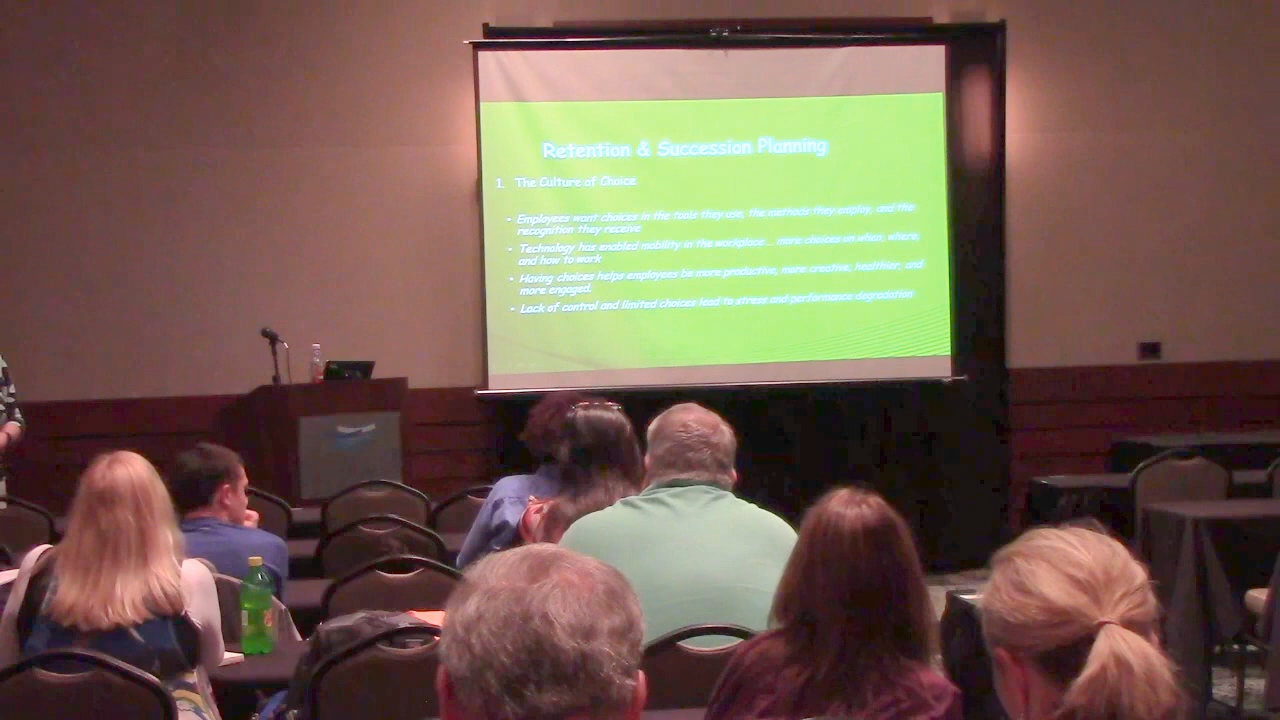 Retention & Succession Planning
1. The Culture of Choice
• Employees want choices in the tools they use, the methods they employ, and the
recognition they receive
• Technology has enabled mobility in the workplace... more choices on when, where,
and how to work
• Having choices helps employees be more productive, more creative, healthier, and
more engaged.
• Lack of control and limited choices lead to stress and performance degradation